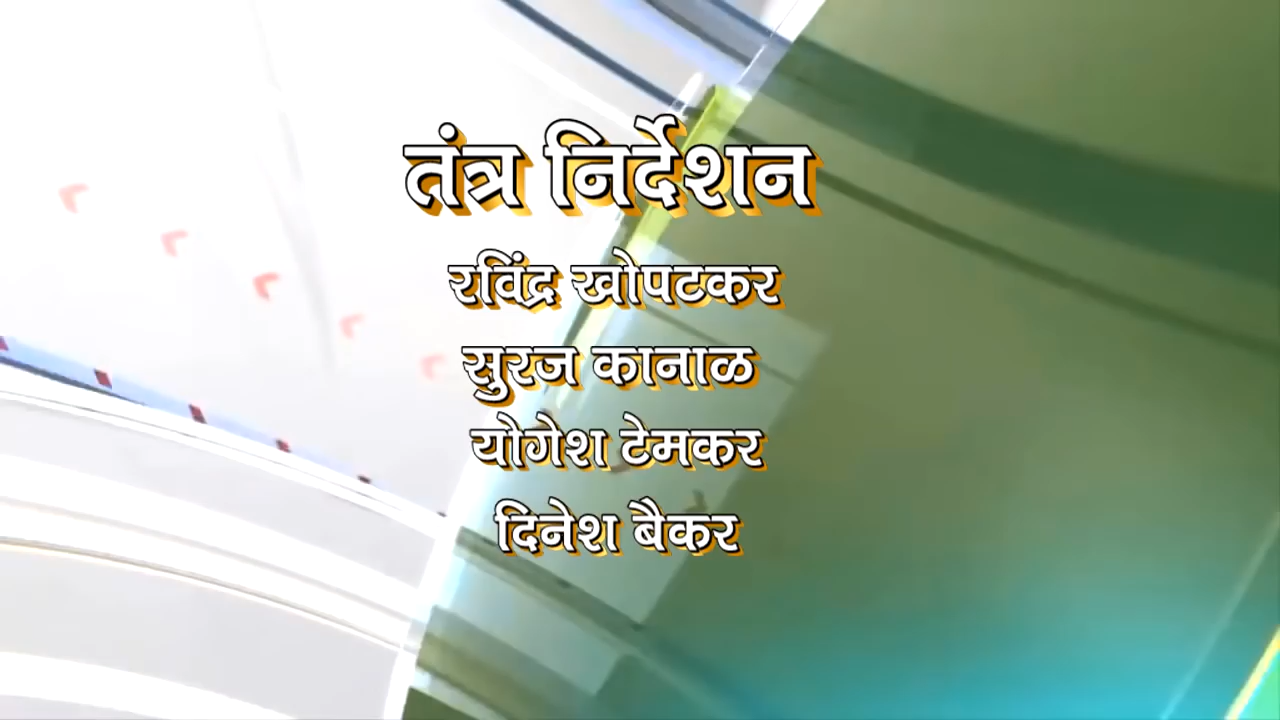 तंत्र निर्देशन
रविंद्र खोपटकर
सुरज कानाळ
योगेश टेमकर
दिनेश बैकर